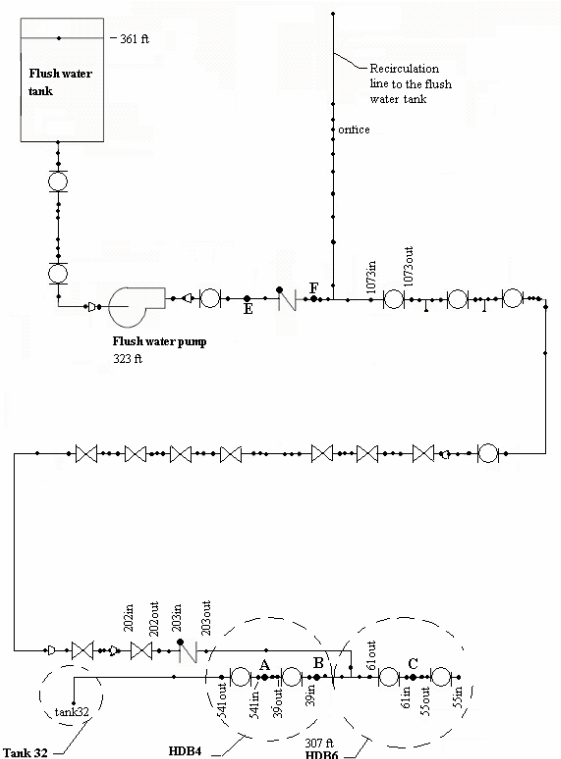 361 ft
Flush water
tank
Recirculation
line to the flush
water tank
orifice
1073in
1073out
E
F
Flush water pump
323 ft
202in
202out
203in
203out
A
B
C
541out
541in
39out
39in
61out
61in
55out
55in
tank32
Tank 32
HDB4
307 ft
HDB6